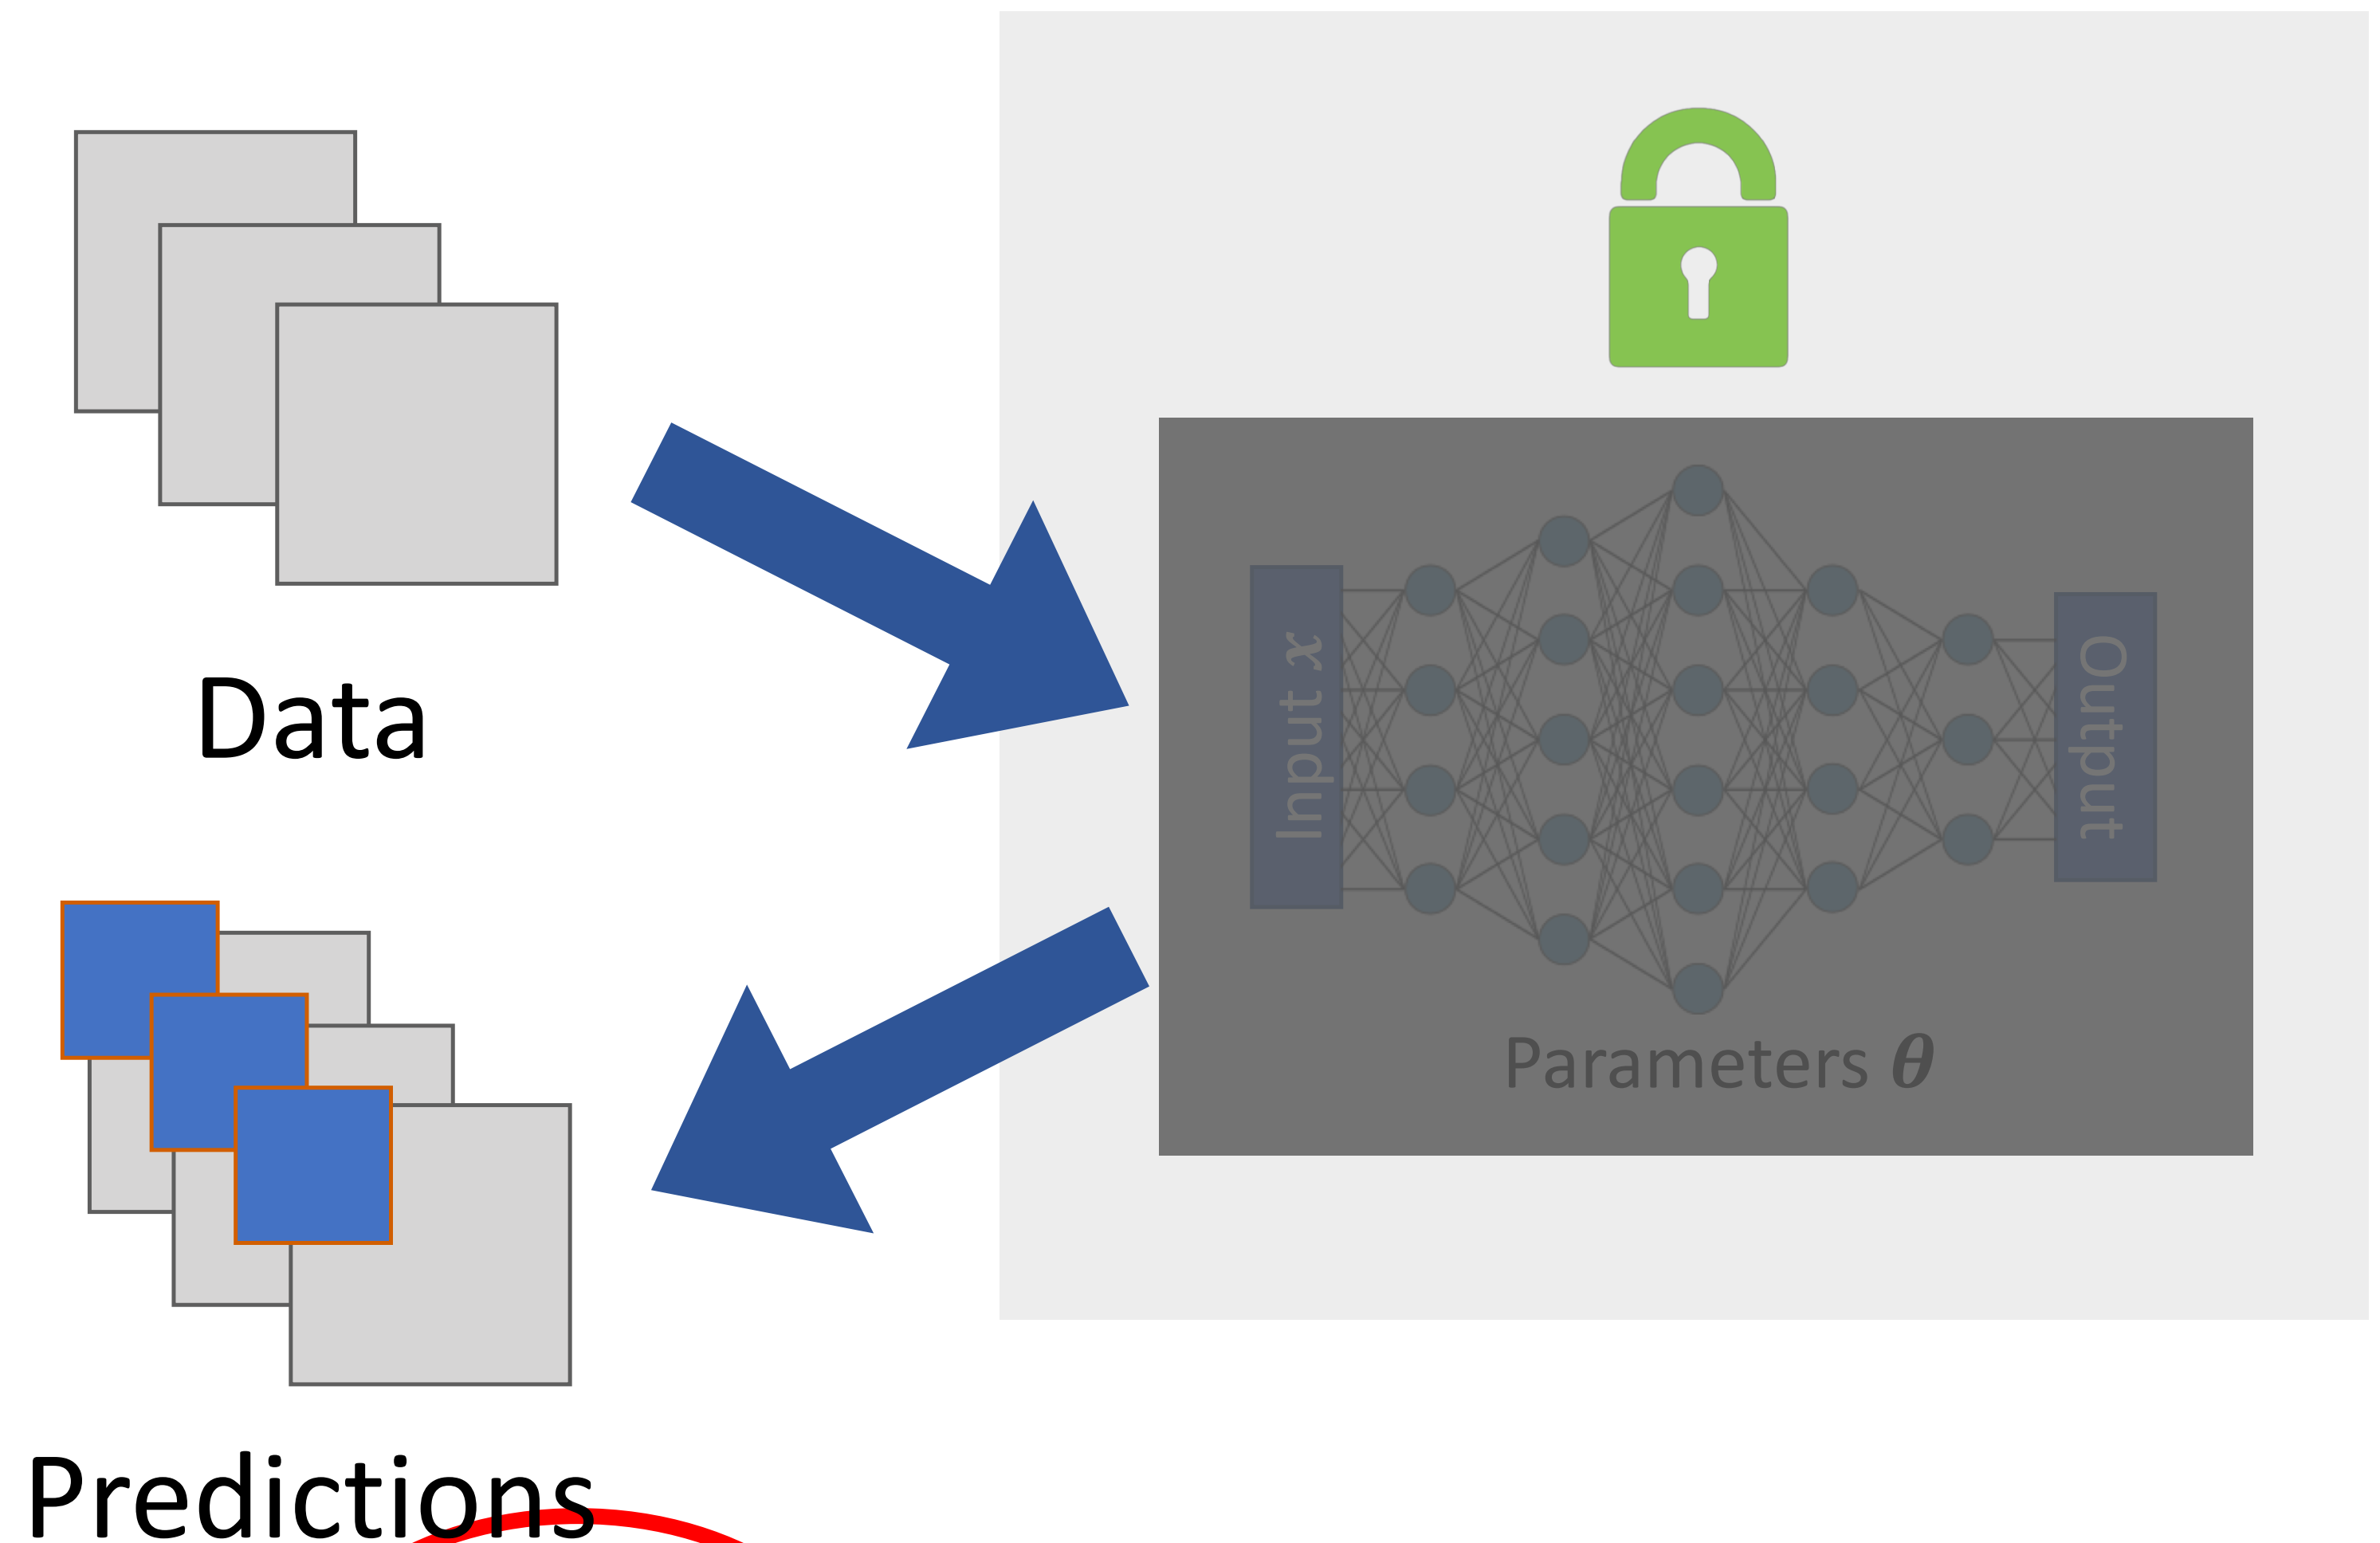 Data
Input x
Output
Parameters θ
Predictions